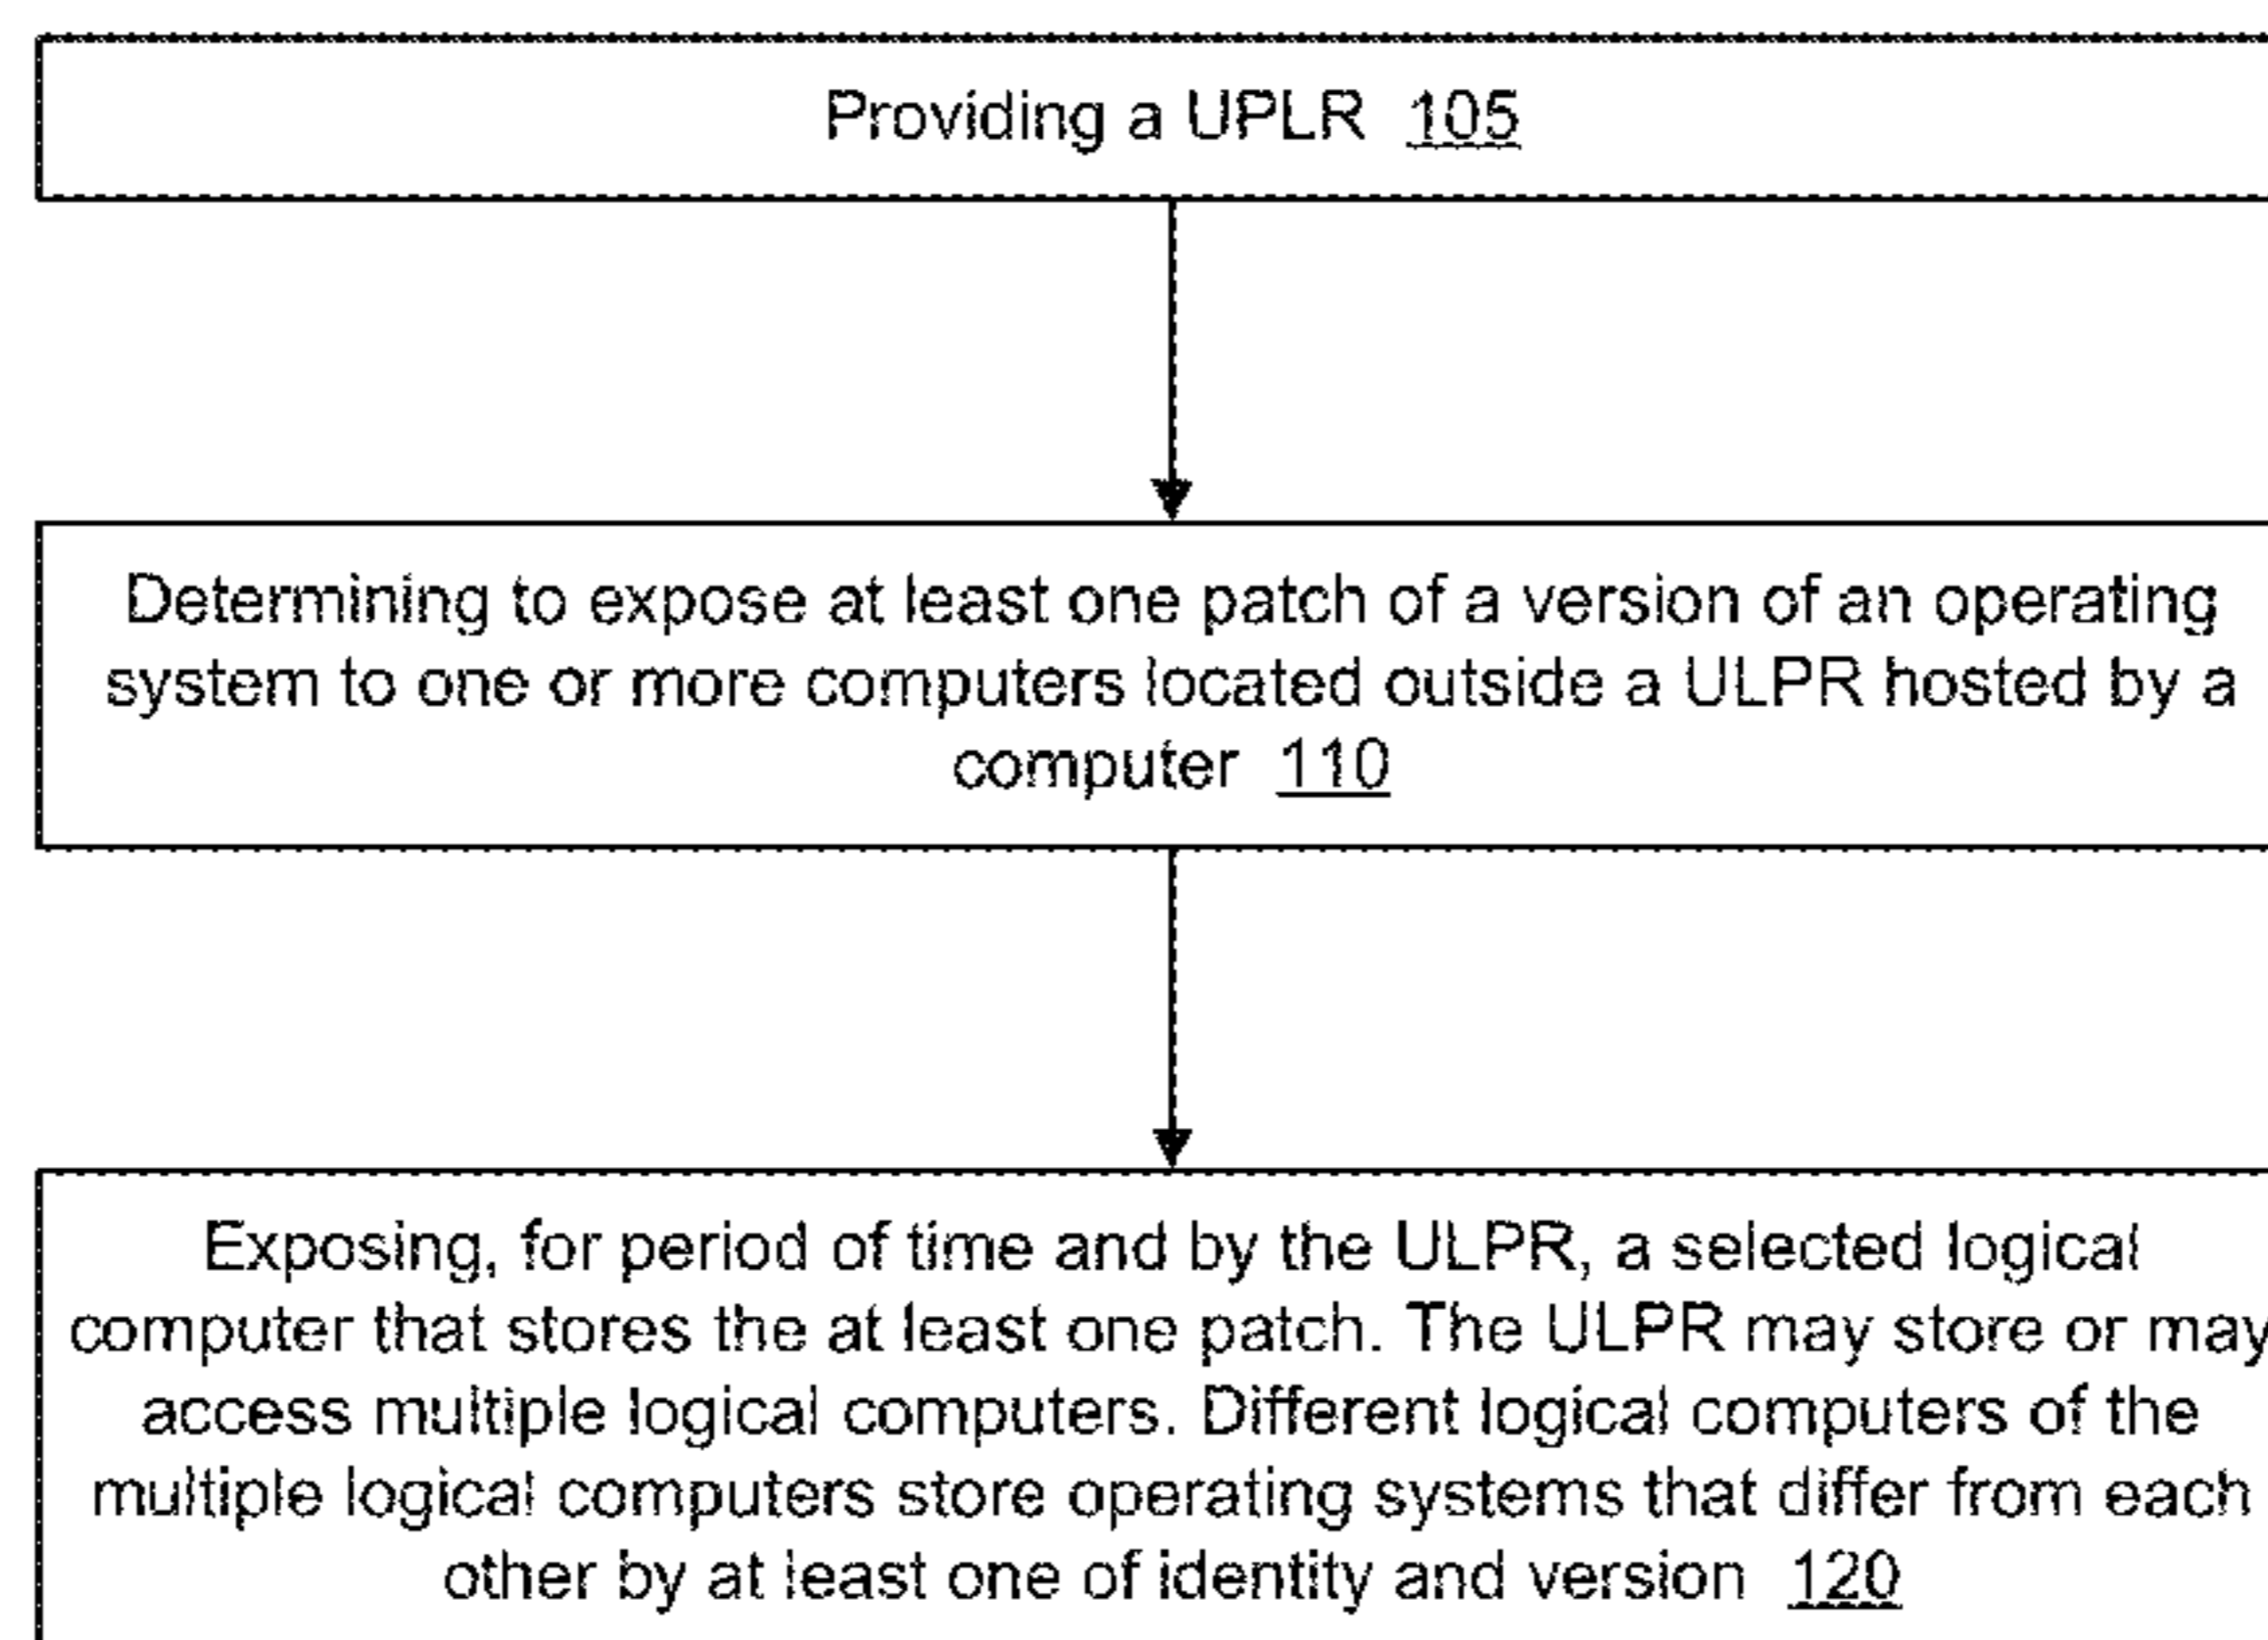 Providing a UPLR 105
Determining to expose at least one patch of a version of an operating
system to one or more computers located outside a ULPR hosted by a
computer 110
Exposing, for period of time and by the ULPR, a selected logical
computer that stores the at least one patch. The ULPR may store or may
access multiple logical computers. Different logical computers of the
multiple logical computers store operating systems that differ from each
other by at least one of identity and version 120